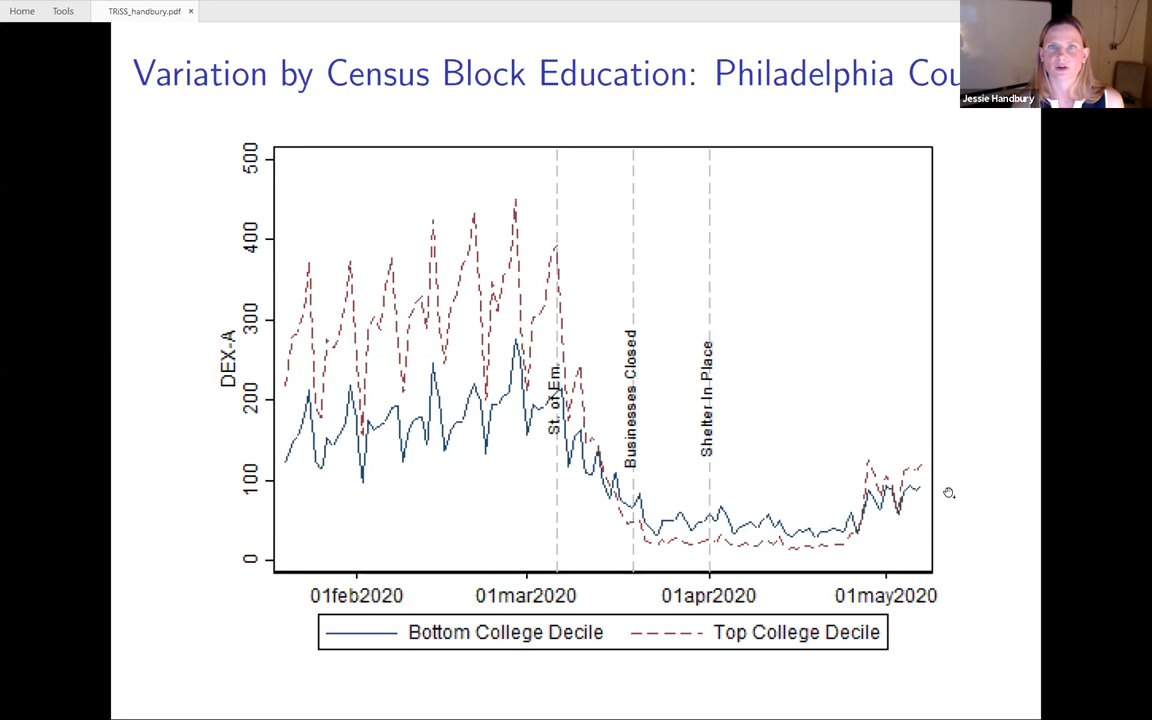 Home Tools TRiSS_handbury.pdf ×
Variation by Census Block Education: Philadelphia Cou
Jessie Handbury
500
400
300
200
100
0
DEX-A
St. of Em.
Businesses Closed
Shelter In Place
01feb2020 01mar2020 01apr2020 01may2020
Bottom College Decile Top College Decile